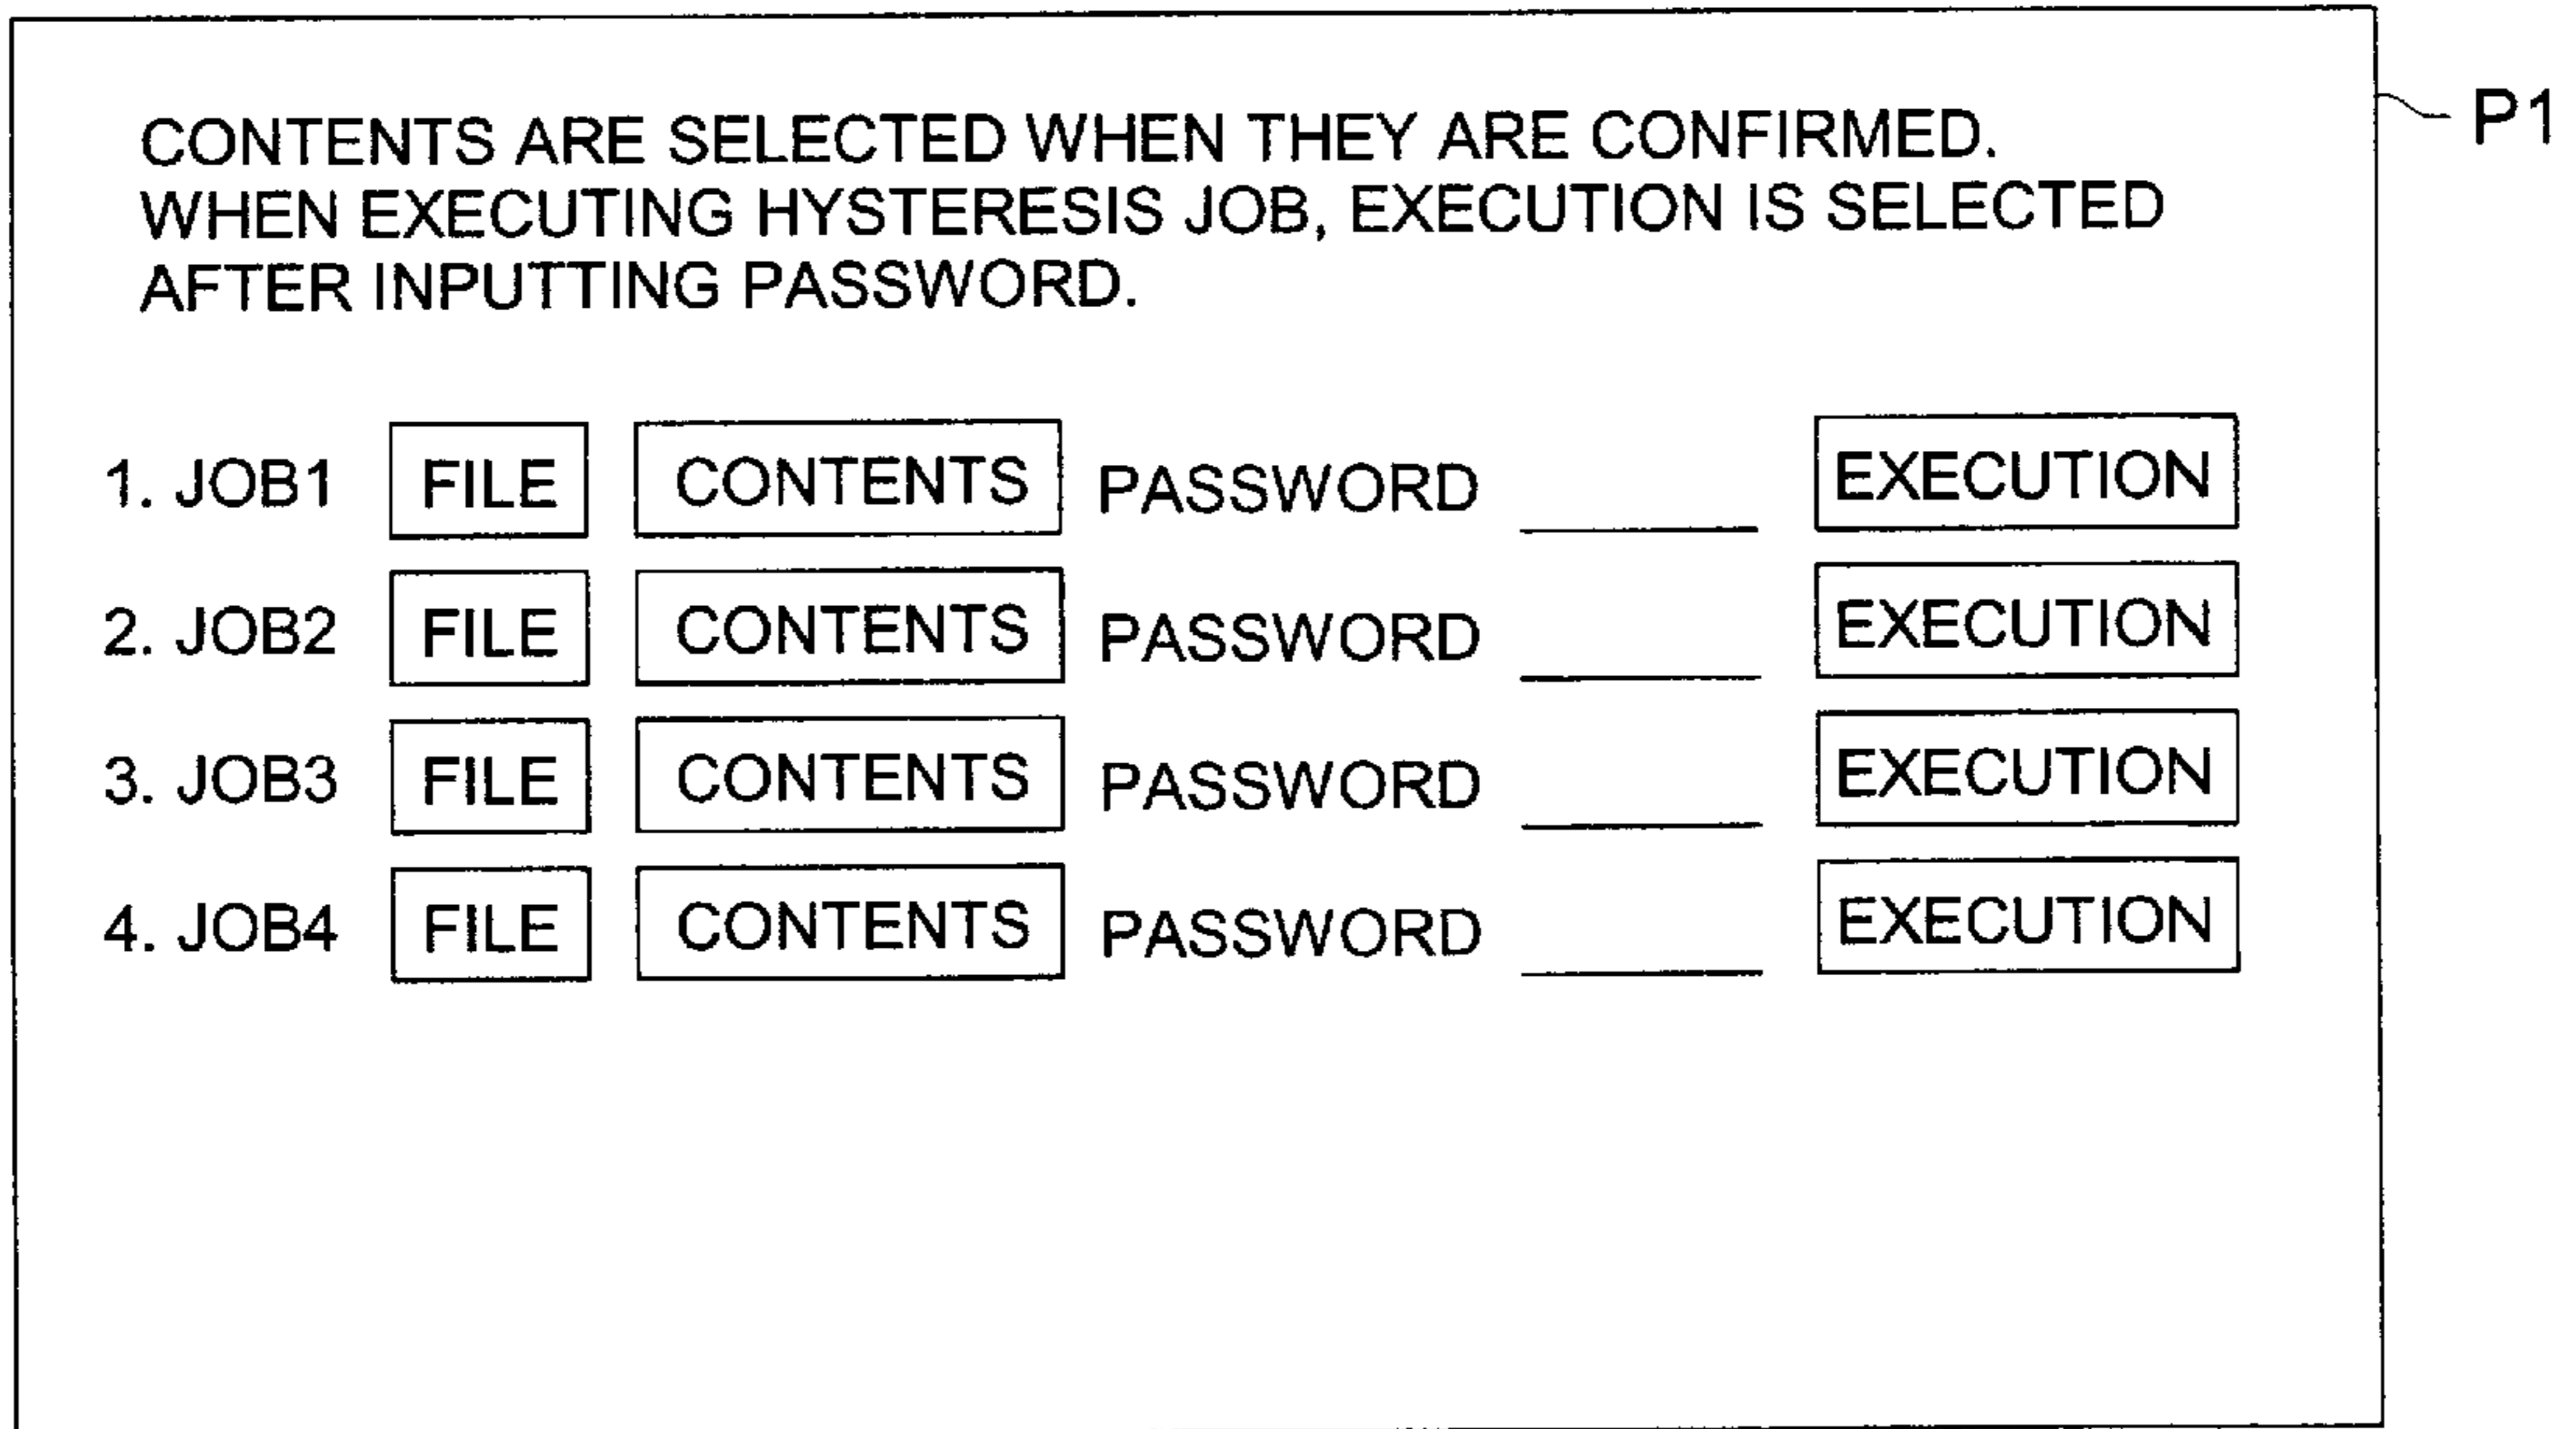 CONTENTS ARE SELECTED WHEN THEY ARE CONFIRMED.
WHEN EXECUTING HYSTERESIS JOB, EXECUTION IS SELECTED
AFTER INPUTTING PASSWORD.
P1
1. JOB1 FILE CONTENTS PASSWORD EXECUTION
2. JOB2 FILE CONTENTS PASSWORD EXECUTION
3. JOB3 FILE CONTENTS PASSWORD EXECUTION
4. JOB4 FILE CONTENTS PASSWORD EXECUTION